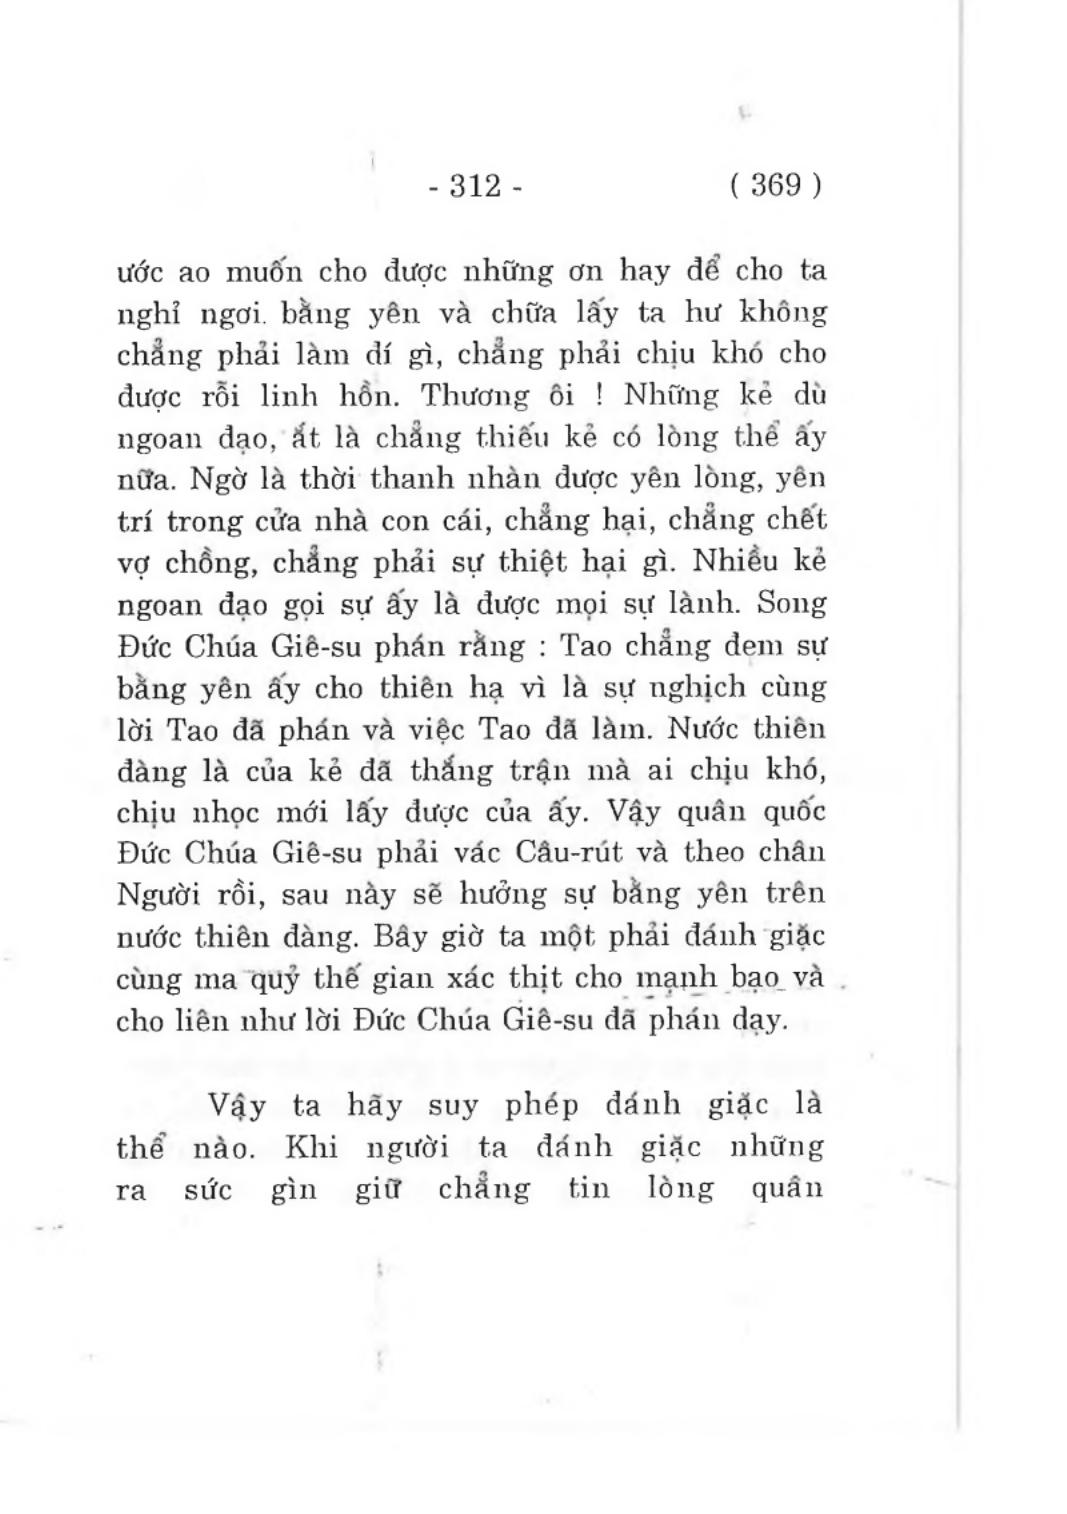 - 312 - ( 369 )
ước ao muốn cho được những ơn hay để cho ta
nghỉ ngơi. bằng yên và chữa lấy ta hư không
chẳng phải làm dí gì, chẳng phải chịu khó cho
được rỗi linh hồn. Thương ôi ! Những kẻ dù
ngoan đạo, ắt là chẳng thiếu kẻ có lòng thể ấy
nữa. Ngờ là thời thanh nhàn được yên lòng, yên
trí trong cửa nhà con cái, chẳng hại, chẳng chết
vợ chồng, chẳng phải sự thiệt hại gì. Nhiều kẻ
ngoan đạo gọi sự ấy là được mọi sự lành. Song
Đức Chúa Giê-su phán rằng : Tao chẳng đem sự
bằng yên ấy cho thiên hạ vì là sự nghịch cùng
lời Tao đã phán và việc Tao đã làm. Nước thiên
đàng là của kẻ đã thắng trận mà ai chịu khó,
chịu nhọc mới lấy được của ấy. Vậy quân quốc
Đức Chúa Giê-su phải vác Câu-rút và theo chân
Người rồi, sau này sẽ hưởng sự bằng yên trên
nước thiên đàng. Bây giờ ta một phải đánh giặc
cùng ma quỷ thế gian xác thịt cho mạnh bạo và
cho liên như lời Đức Chúa Giê-su đã phán dạy.
Vậy ta hãy suy phép đánh giặc là
thể nào. Khi người ta đánh giặc những
ra sức gìn giữ chẳng tin lòng quân